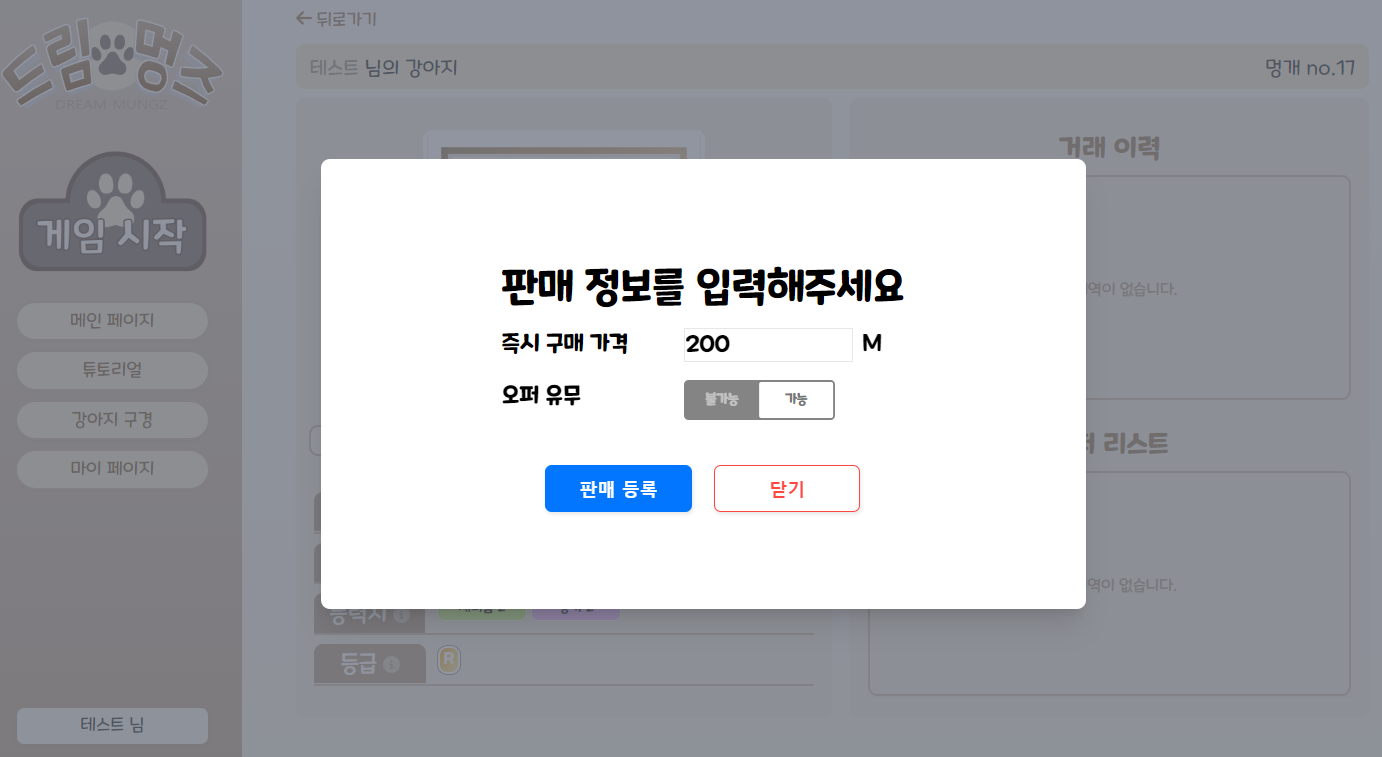 드림멍즈
DREAM MUNGZ
게임 시작
메인 페이지
튜토리얼
강아지 구경
마이 페이지
테스트 님
뒤로가기
테스트 님의 강아지
멍개 no.17
거래 이력
역이 없습니다.
리스트
역이 없습니다.
판매 정보를 입력해주세요
즉시 구매 가격 200 M
오퍼 유무 불가능 가능
판매 등록 닫기
능력치
등급 R